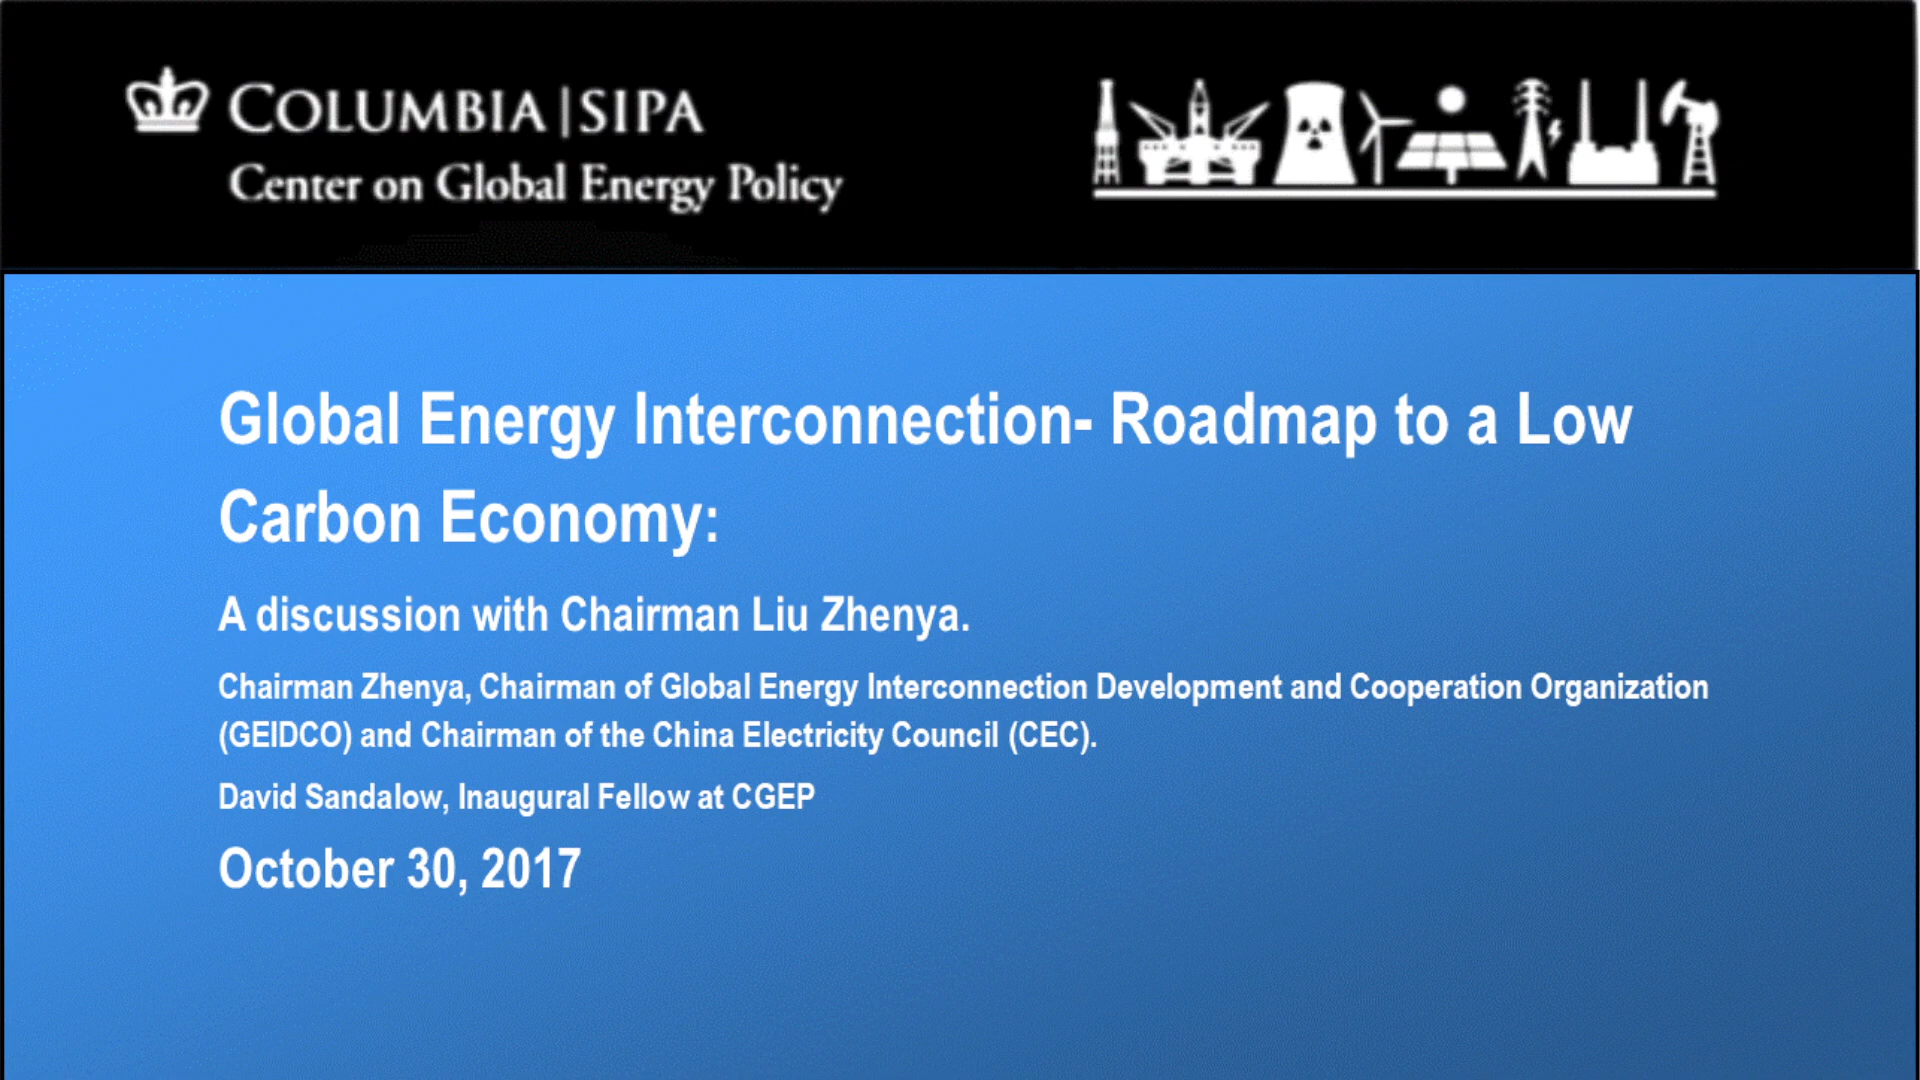 COLUMBIA | SIPA
Center on Global Energy Policy
Global Energy Interconnection- Roadmap to a Low
Carbon Economy:
A discussion with Chairman Liu Zhenya.
Chairman Zhenya, Chairman of Global Energy Interconnection Development and Cooperation Organization
(GEIDCO) and Chairman of the China Electricity Council (CEC).
David Sandalow, Inaugural Fellow at CGEP
October 30, 2017